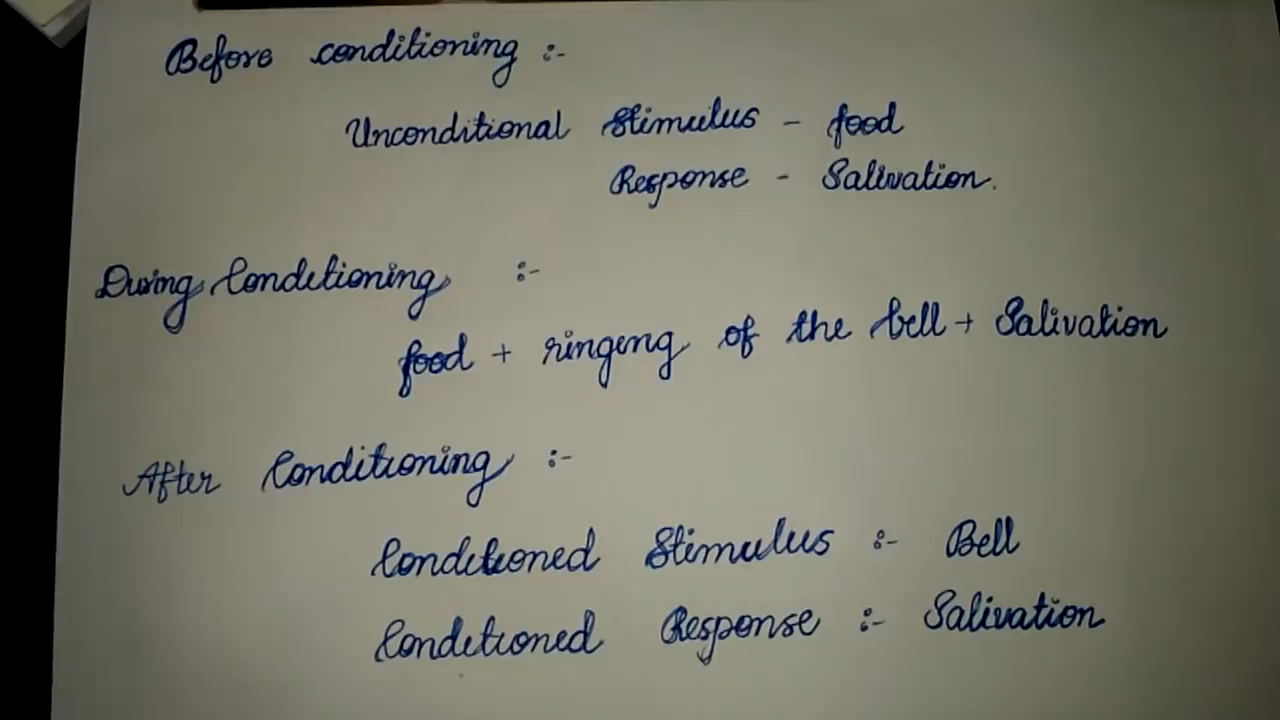 Before conditioning :-
Unconditional Stimulus - food
Response - Salivation.
During Conditioning :-
food + ringeng of the bell + Salivation
After Conditioning :-
Conditioned Stimulus :- Bell
Conditioned Response :- Salivation